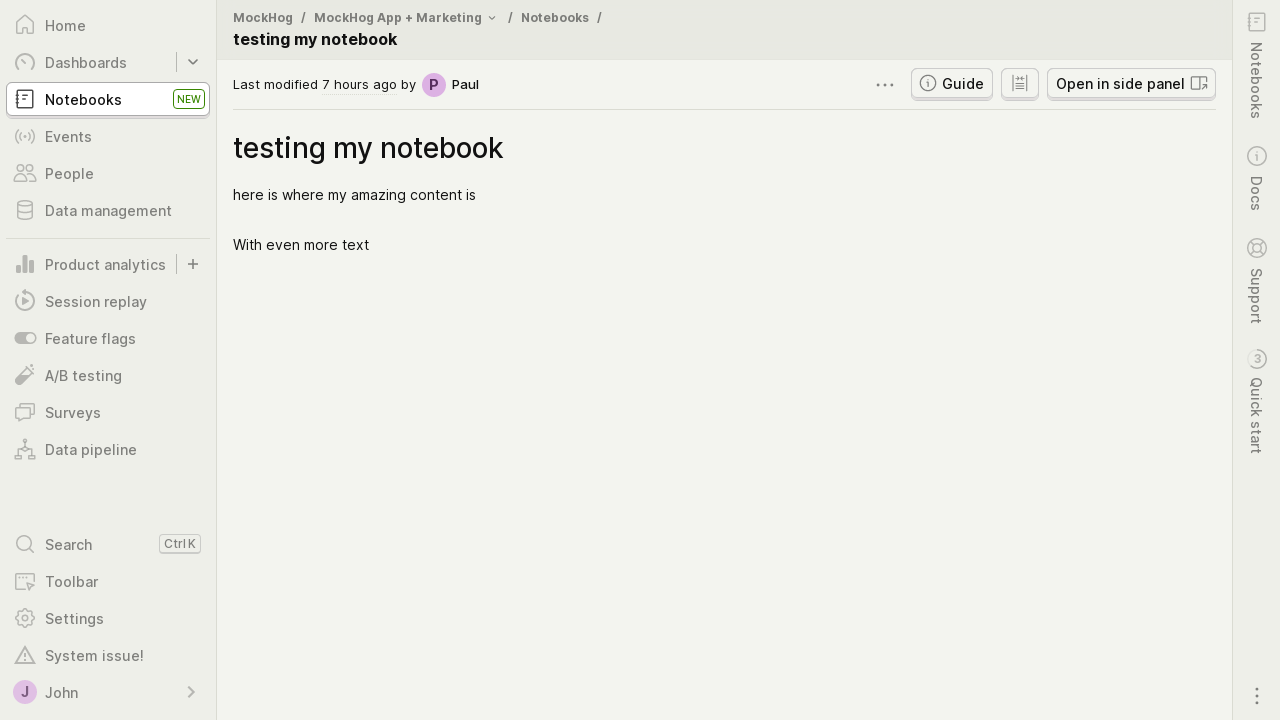 Home
Dashboards
Notebooks NEW
Events
People
Data management
Product analytics
Session replay
Feature flags
A/B testing
Surveys
Data pipeline
Search Ctrl K
Toolbar
Settings
System issue!
J John
MockHog / MockHog App + Marketing / Notebooks /
testing my notebook
Last modified 7 hours ago by P Paul
Guide
Open in side panel
testing my notebook
here is where my amazing content is
With even more text
Notebooks
Docs
Support
3 Quick start